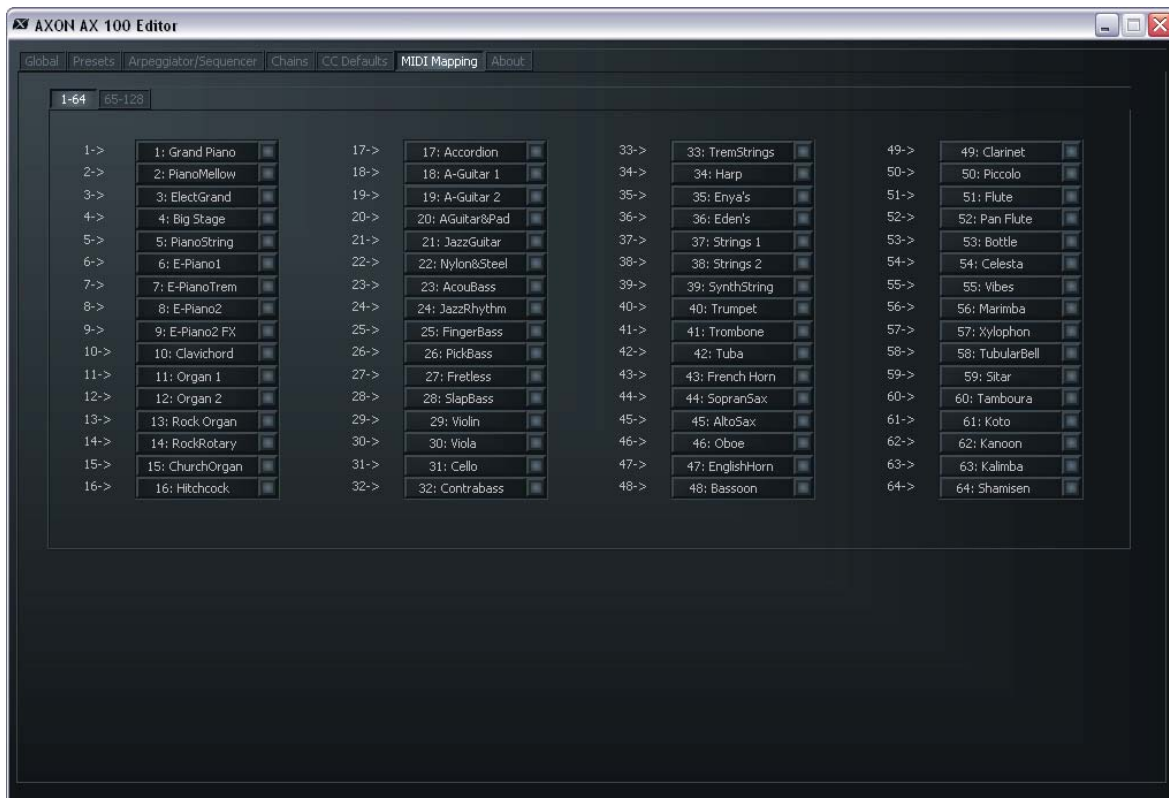 AXON AX 100 Editor
Global Presets Arpeggiator/Sequencer Chains CC Defaults MIDI Mapping About
1-64 65-128
1-> 1: Grand Piano 17-> 17: Accordion 33-> 33: TremStrings 49-> 49: Clarinet
2-> 2: PianoMellow 18-> 18: A-Guitar 1 34-> 34: Harp 50-> 50: Piccolo
3-> 3: ElectGrand 19-> 19: A-Guitar 2 35-> 35: Enya's 51-> 51: Flute
4-> 4: Big Stage 20-> 20: AGuitar&Pad 36-> 36: Eden's 52-> 52: Pan Flute
5-> 5: PianoString 21-> 21: JazzGuitar 37-> 37: Strings 1 53-> 53: Bottle
6-> 6: E-Piano1 22-> 22: Nylon&Steel 38-> 38: Strings 2 54-> 54: Celesta
7-> 7: E-PianoTrem 23-> 23: AcouBass 39-> 39: SynthString 55-> 55: Vibes
8-> 8: E-Piano2 24-> 24: JazzRhythm 40-> 40: Trumpet 56-> 56: Marimba
9-> 9: E-Piano2 FX 25-> 25: FingerBass 41-> 41: Trombone 57-> 57: Xylophon
10-> 10: Clavichord 26-> 26: PickBass 42-> 42: Tuba 58-> 58: TubularBell
11-> 11: Organ 1 27-> 27: Fretless 43-> 43: French Horn 59-> 59: Sitar
12-> 12: Organ 2 28-> 28: SlapBass 44-> 44: SopranSax 60-> 60: Tamboura
13-> 13: Rock Organ 29-> 29: Violin 45-> 45: AltoSax 61-> 61: Koto
14-> 14: RockRotary 30-> 30: Viola 46-> 46: Oboe 62-> 62: Kanoon
15-> 15: ChurchOrgan 31-> 31: Cello 47-> 47: EnglishHorn 63-> 63: Kalimba
16-> 16: Hitchcock 32-> 32: Contrabass 48-> 48: Bassoon 64-> 64: Shamisen